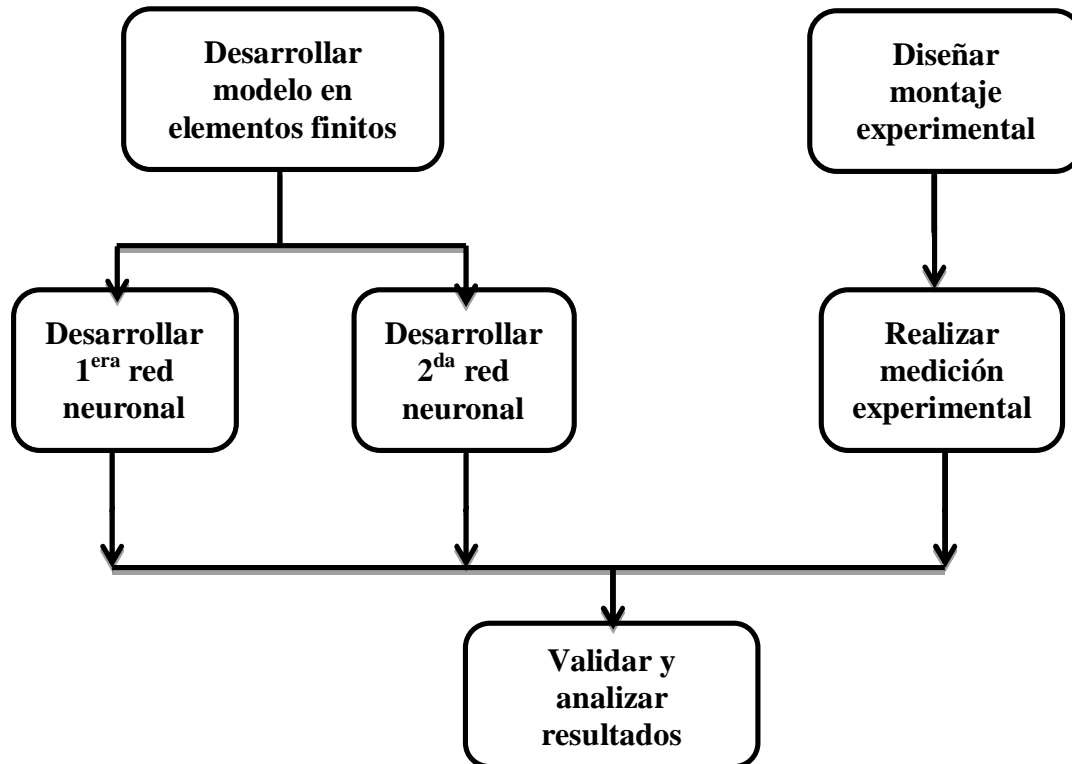 Desarrollar
modelo en
elementos finitos
Diseñar
montaje
experimental
Desarrollar
1era red
neuronal
Desarrollar
2da red
neuronal
Realizar
medición
experimental
Validar y
analizar
resultados